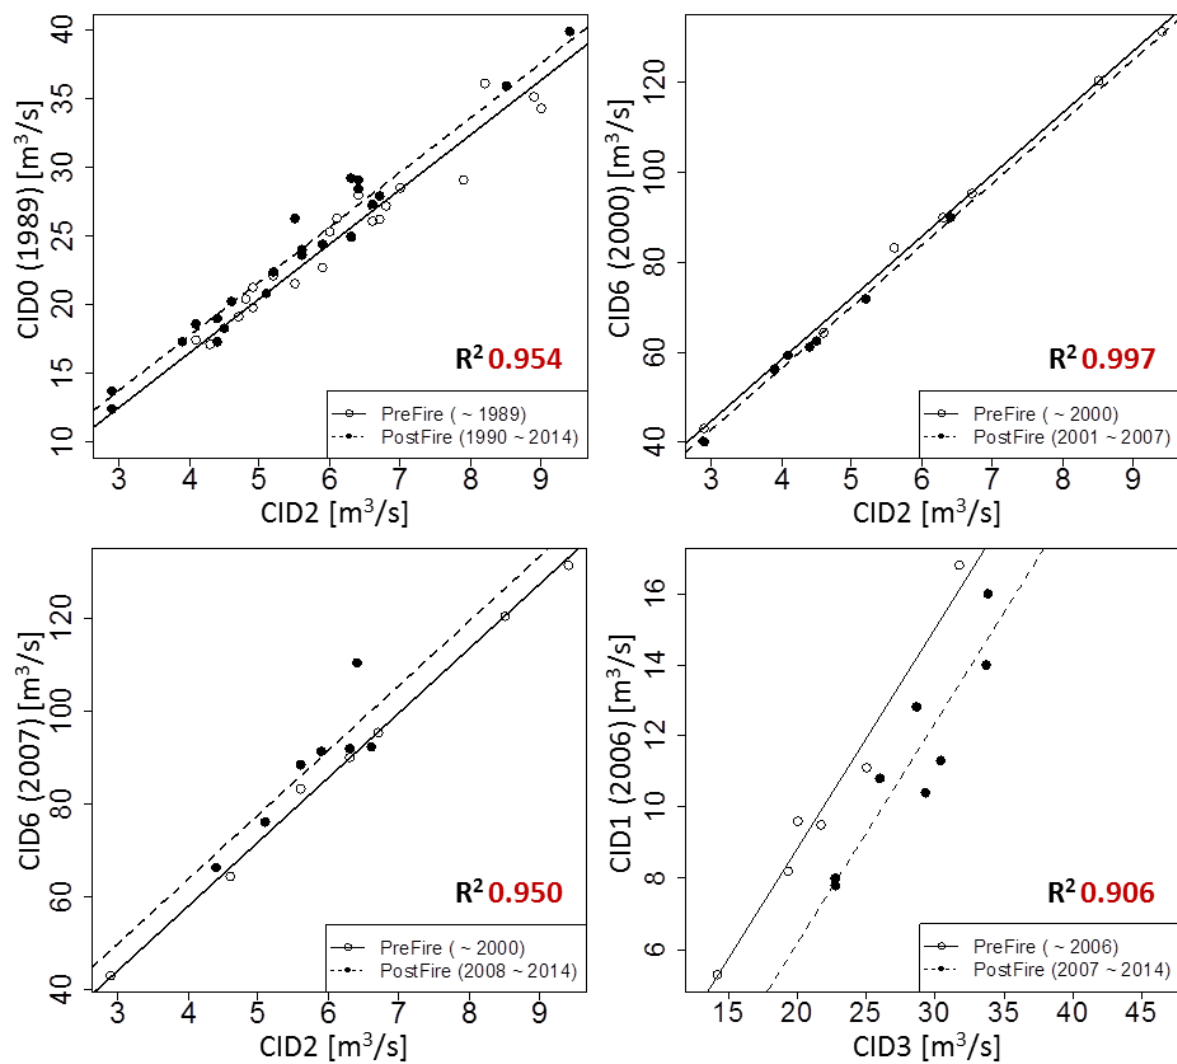 CID0 (1989) [m³/s]
40
35
30
25
20
15
10
R² 0.954
PreFire ( ~ 1989)
PostFire (1990 ~ 2014)
3 4 5 6 7 8 9
CID2 [m³/s]
CID6 (2000) [m³/s]
120
100
80
60
40
R² 0.997
PreFire ( ~ 2000)
PostFire (2001 ~ 2007)
3 4 5 6 7 8 9
CID2 [m³/s]
CID6 (2007) [m³/s]
120
100
80
60
40
R² 0.950
PreFire ( ~ 2000)
PostFire (2008 ~ 2014)
3 4 5 6 7 8 9
CID2 [m³/s]
CID1 (2006) [m³/s]
16
14
12
10
8
6
R² 0.906
PreFire ( ~ 2006)
PostFire (2007 ~ 2014)
15 20 25 30 35 40 45
CID3 [m³/s]